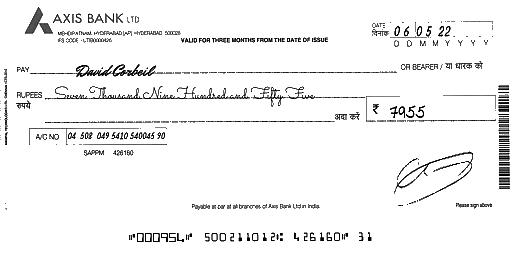 AXIS BANK LTD
MEHDIPATNAM, HYDERABAD [AP] HYDERABAD 500028
IFS CODE : UTIB0000426
VALID FOR THREE MONTHS FROM THE DATE OF ISSUE
DATE
दिनांक 06 05 22
D D M M Y Y Y Y
PAY David Corbeil OR BEARER / या धारक को
RUPEES Seven Thousand Nine Hundred and Fifty Five
रुपये अदा करें ₹ 7955
A/C NO 04 508 049 5410 540045 90
SAPPM 426160
Payable at par at all branches of Axis Bank Ltd in India.
Please sign above
⑈000954⑈ 500211012⑆ 426160⑈ 31